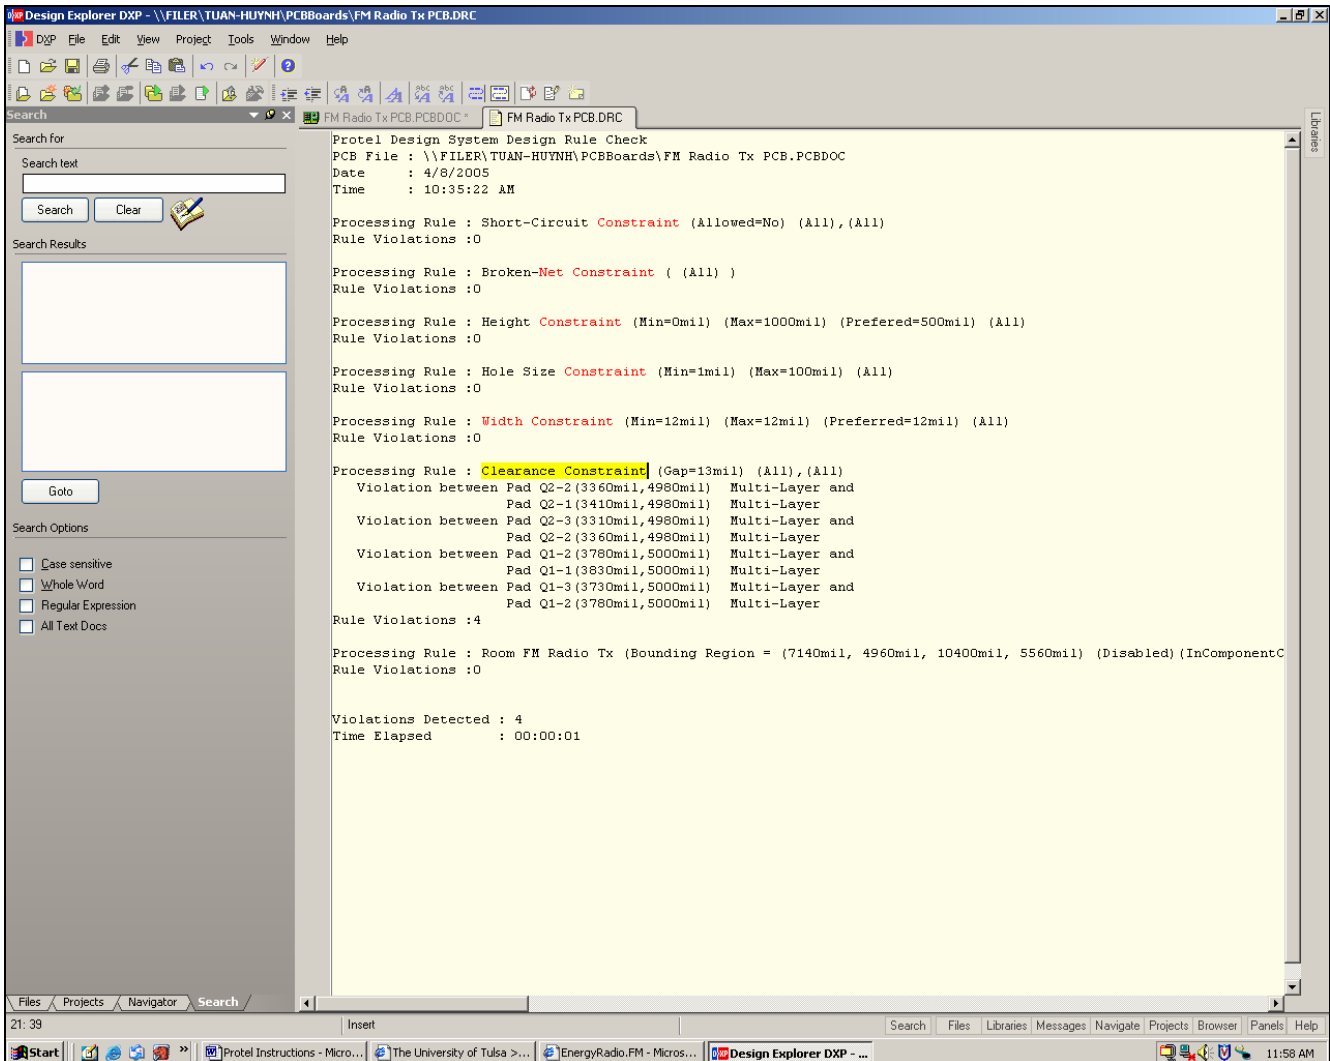 Design Explorer DXP - \\FILER\TUAN-HUYNH\PCBBoards\FM Radio Tx PCB.DRC
DXP File Edit View Project Tools Window Help
Search
FM Radio Tx PCB.PCBDOC *
FM Radio Tx PCB.DRC
Libraries
Search for
Search text
Search Clear
Search Results
Goto
Search Options
Case sensitive
Whole Word
Regular Expression
All Text Docs
Protel Design System Design Rule Check
PCB File : \\FILER\TUAN-HUYNH\PCBBoards\FM Radio Tx PCB.PCBDOC
Date     : 4/8/2005
Time     : 10:35:22 AM
Processing Rule : Short-Circuit Constraint (Allowed=No) (All),(All)
Rule Violations :0
Processing Rule : Broken-Net Constraint ( (All) )
Rule Violations :0
Processing Rule : Height Constraint (Min=0mil) (Max=1000mil) (Prefered=500mil) (All)
Rule Violations :0
Processing Rule : Hole Size Constraint (Min=1mil) (Max=100mil) (All)
Rule Violations :0
Processing Rule : Width Constraint (Min=12mil) (Max=12mil) (Preferred=12mil) (All)
Rule Violations :0
Processing Rule : Clearance Constraint (Gap=13mil) (All),(All)
Violation between Pad Q2-2(3360mil,4980mil)  Multi-Layer and
Pad Q2-1(3410mil,4980mil)  Multi-Layer
Violation between Pad Q2-3(3310mil,4980mil)  Multi-Layer and
Pad Q2-2(3360mil,4980mil)  Multi-Layer
Violation between Pad Q1-2(3780mil,5000mil)  Multi-Layer and
Pad Q1-1(3830mil,5000mil)  Multi-Layer
Violation between Pad Q1-3(3730mil,5000mil)  Multi-Layer and
Pad Q1-2(3780mil,5000mil)  Multi-Layer
Rule Violations :4
Processing Rule : Room FM Radio Tx (Bounding Region = (7140mil, 4960mil, 10400mil, 5560mil) (Disabled)(InComponentC
Rule Violations :0
Violations Detected : 4
Time Elapsed        : 00:00:01
Files Projects Navigator Search
21: 39 Insert Search Files Libraries Messages Navigate Projects Browser Panels Help
Start » Protel Instructions - Micro... The University of Tulsa >... EnergyRadio.FM - Micros... Design Explorer DXP - ... 11:58 AM